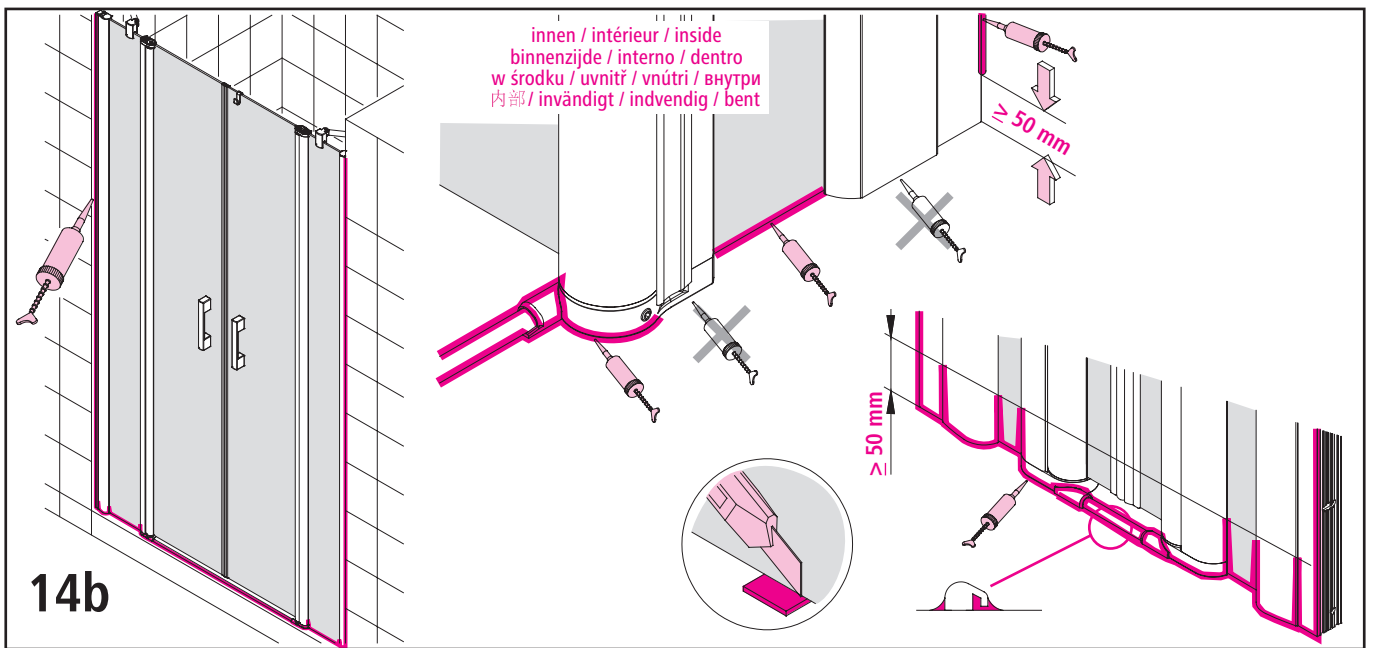 innen / intérieur / inside
binnenzijde / interno / dentro
w środku / uvnitř / vnútri / внутри
内部 / invändigt / indvendig / bent
≥ 50 mm
≥ 50 mm
14b